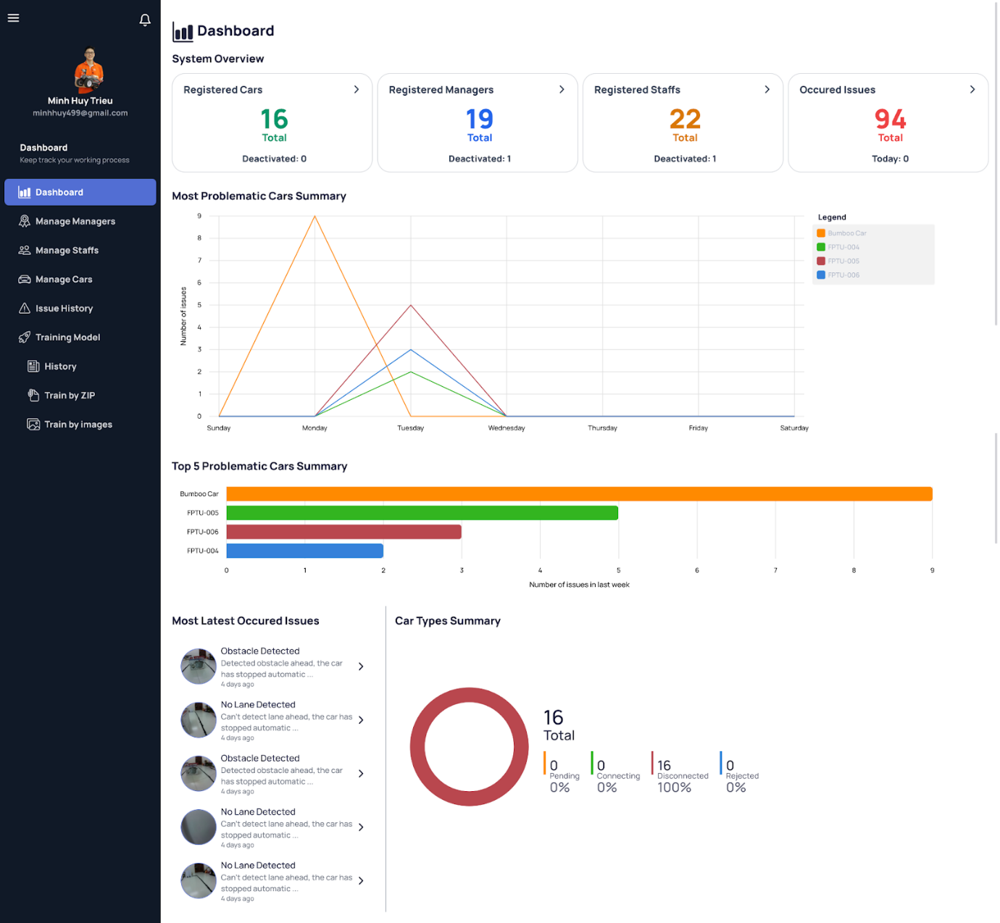 Minh Huy Trieu
minhhuy499@gmail.com
Dashboard
Keep track your working process
Dashboard
Manage Managers
Manage Staffs
Manage Cars
Issue History
Training Model
History
Train by ZIP
Train by images
Dashboard
System Overview
Registered Cars
16
Total
Deactivated: 0
Registered Managers
19
Total
Deactivated: 1
Registered Staffs
22
Total
Deactivated: 1
Occured Issues
94
Total
Today: 0
Most Problematic Cars Summary
Number of issues
9
8
7
6
5
4
3
2
1
0
Sunday Monday Tuesday Wednesday Thursday Friday Saturday
Legend
Bumboo Car
FPTU-004
FPTU-005
FPTU-006
Top 5 Problematic Cars Summary
Bumboo Car
FPTU-005
FPTU-006
FPTU-004
0 1 2 3 4 5 6 7 8 9
Number of issues in last week
Most Latest Occured Issues
Obstacle Detected
Detected obstacle ahead, the car
has stopped automatic ...
4 days ago
No Lane Detected
Can't detect lane ahead, the car has
stopped automatic ...
4 days ago
Obstacle Detected
Detected obstacle ahead, the car
has stopped automatic ...
4 days ago
No Lane Detected
Can't detect lane ahead, the car has
stopped automatic ...
4 days ago
No Lane Detected
Can't detect lane ahead, the car has
stopped automatic ...
4 days ago
Car Types Summary
16
Total
0
Pending
0%
0
Connecting
0%
16
Disconnected
100%
0
Rejected
0%